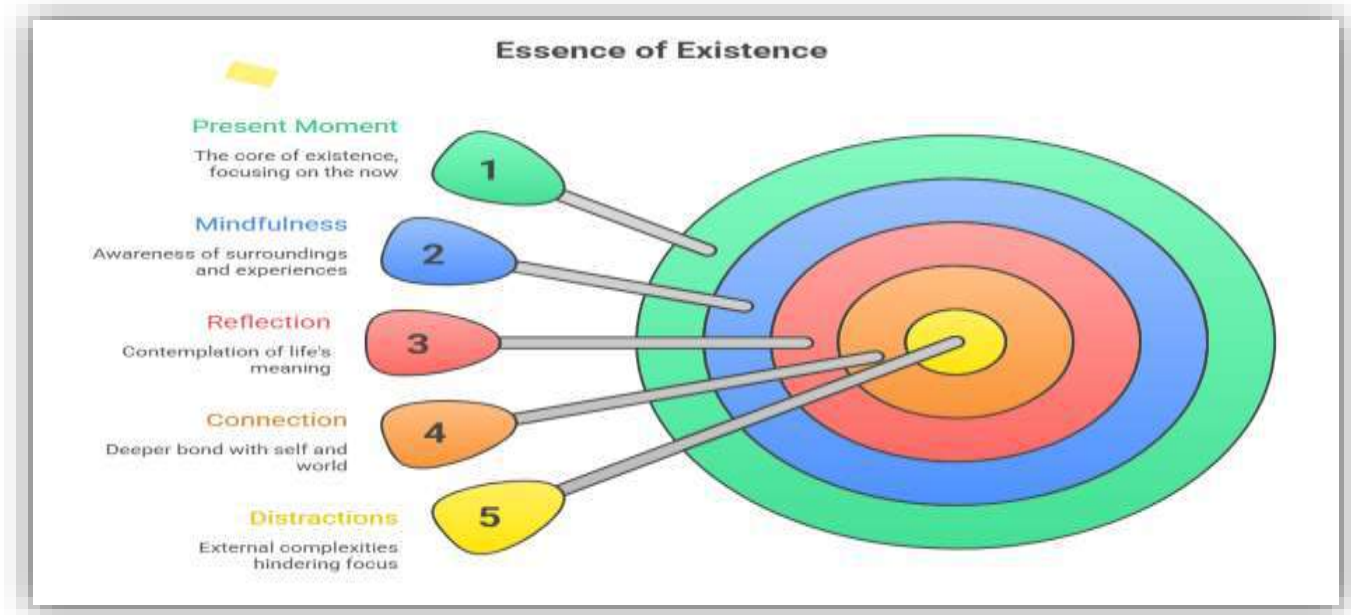 Essence of Existence
Present Moment
The core of existence,
focusing on the now
1
Mindfulness
Awareness of surroundings
and experiences
2
Reflection
Contemplation of life's
meaning
3
Connection
Deeper bond with self and
world
4
Distractions
External complexities
hindering focus
5